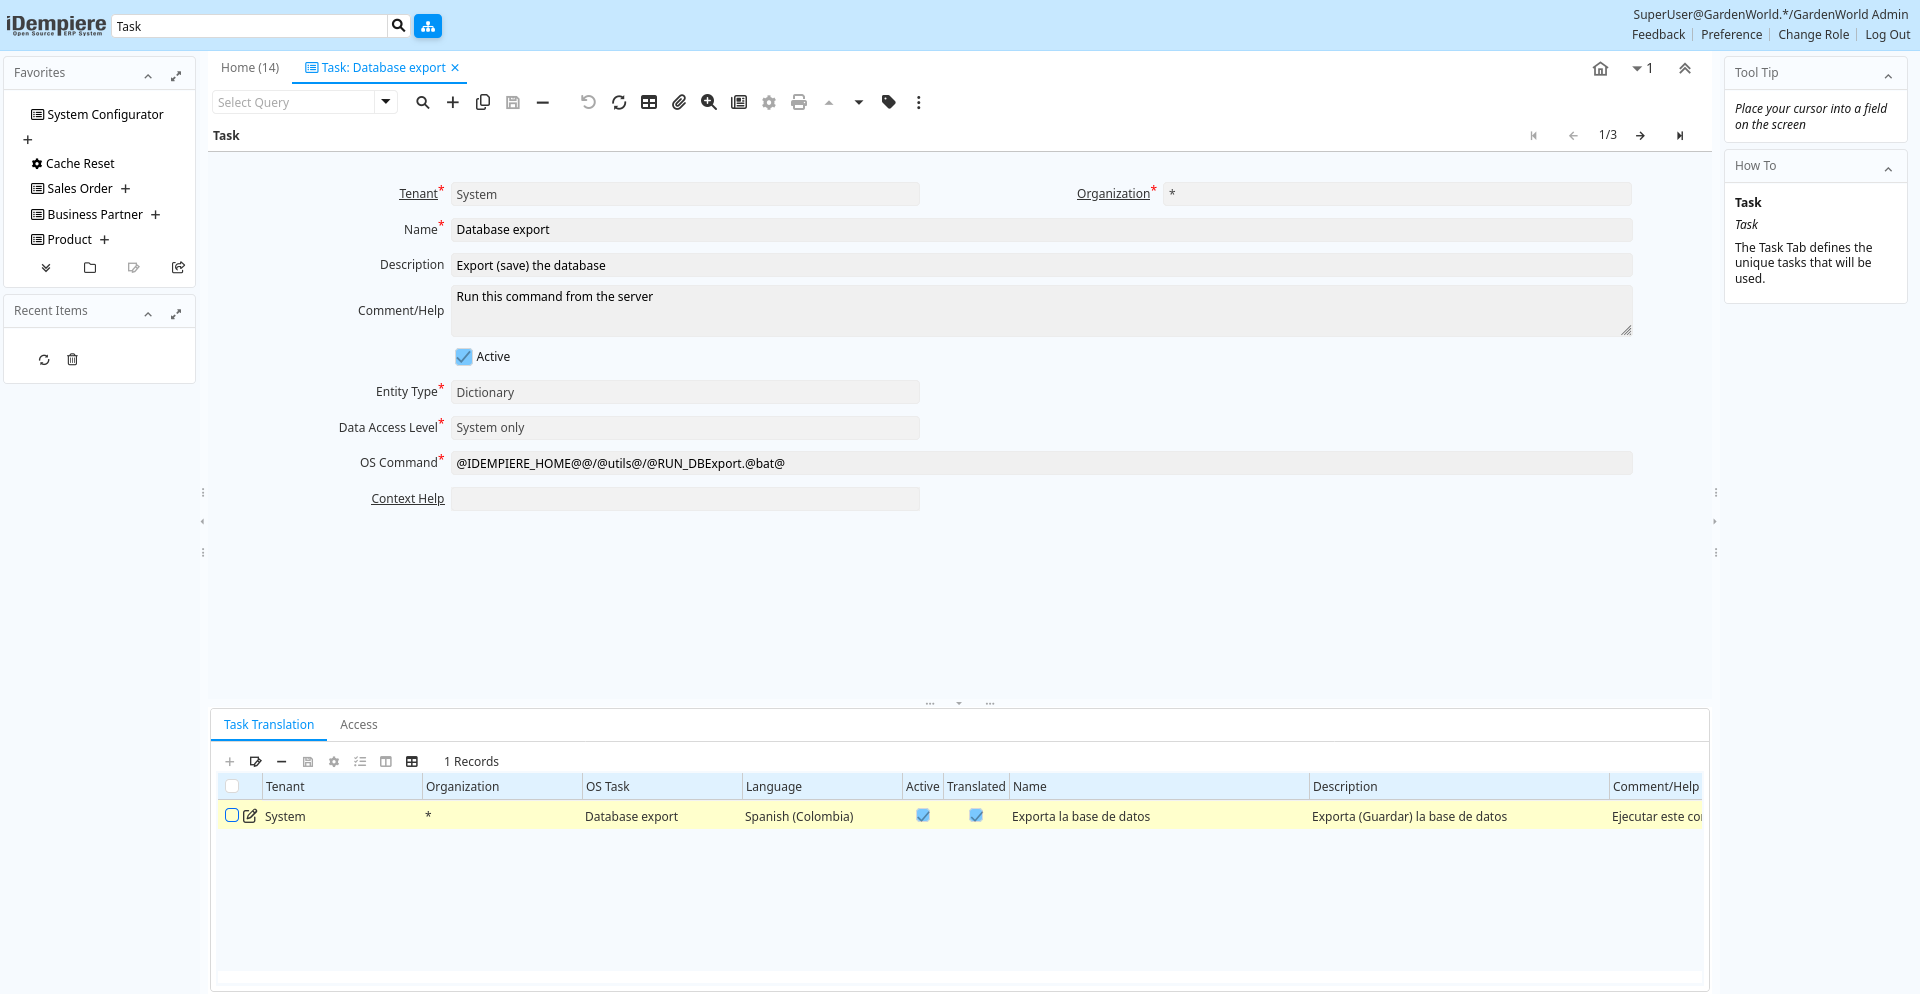 iDempiere
Open Source ERP System
Task
SuperUser@GardenWorld.*/GardenWorld Admin
Feedback
Preference
Change Role
Log Out
Favorites
System Configurator
Cache Reset
Sales Order
Business Partner
Product
Recent Items
Home (14)
Task: Database export
1
Select Query
Task
1/3
Tenant*
System
Organization*
*
Name*
Database export
Description
Export (save) the database
Comment/Help
Run this command from the server
Active
Entity Type*
Dictionary
Data Access Level*
System only
OS Command*
@IDEMPIERE_HOME@@/@utils@/@RUN_DBExport.@bat@
Context Help
Task Translation
Access
1 Records
Tenant Organization OS Task Language Active Translated Name Description Comment/Help
System * Database export Spanish (Colombia) Exporta la base de datos Exporta (Guardar) la base de datos Ejecutar este
Tool Tip
Place your cursor into a field
on the screen
How To
Task
Task
The Task Tab defines the
unique tasks that will be
used.